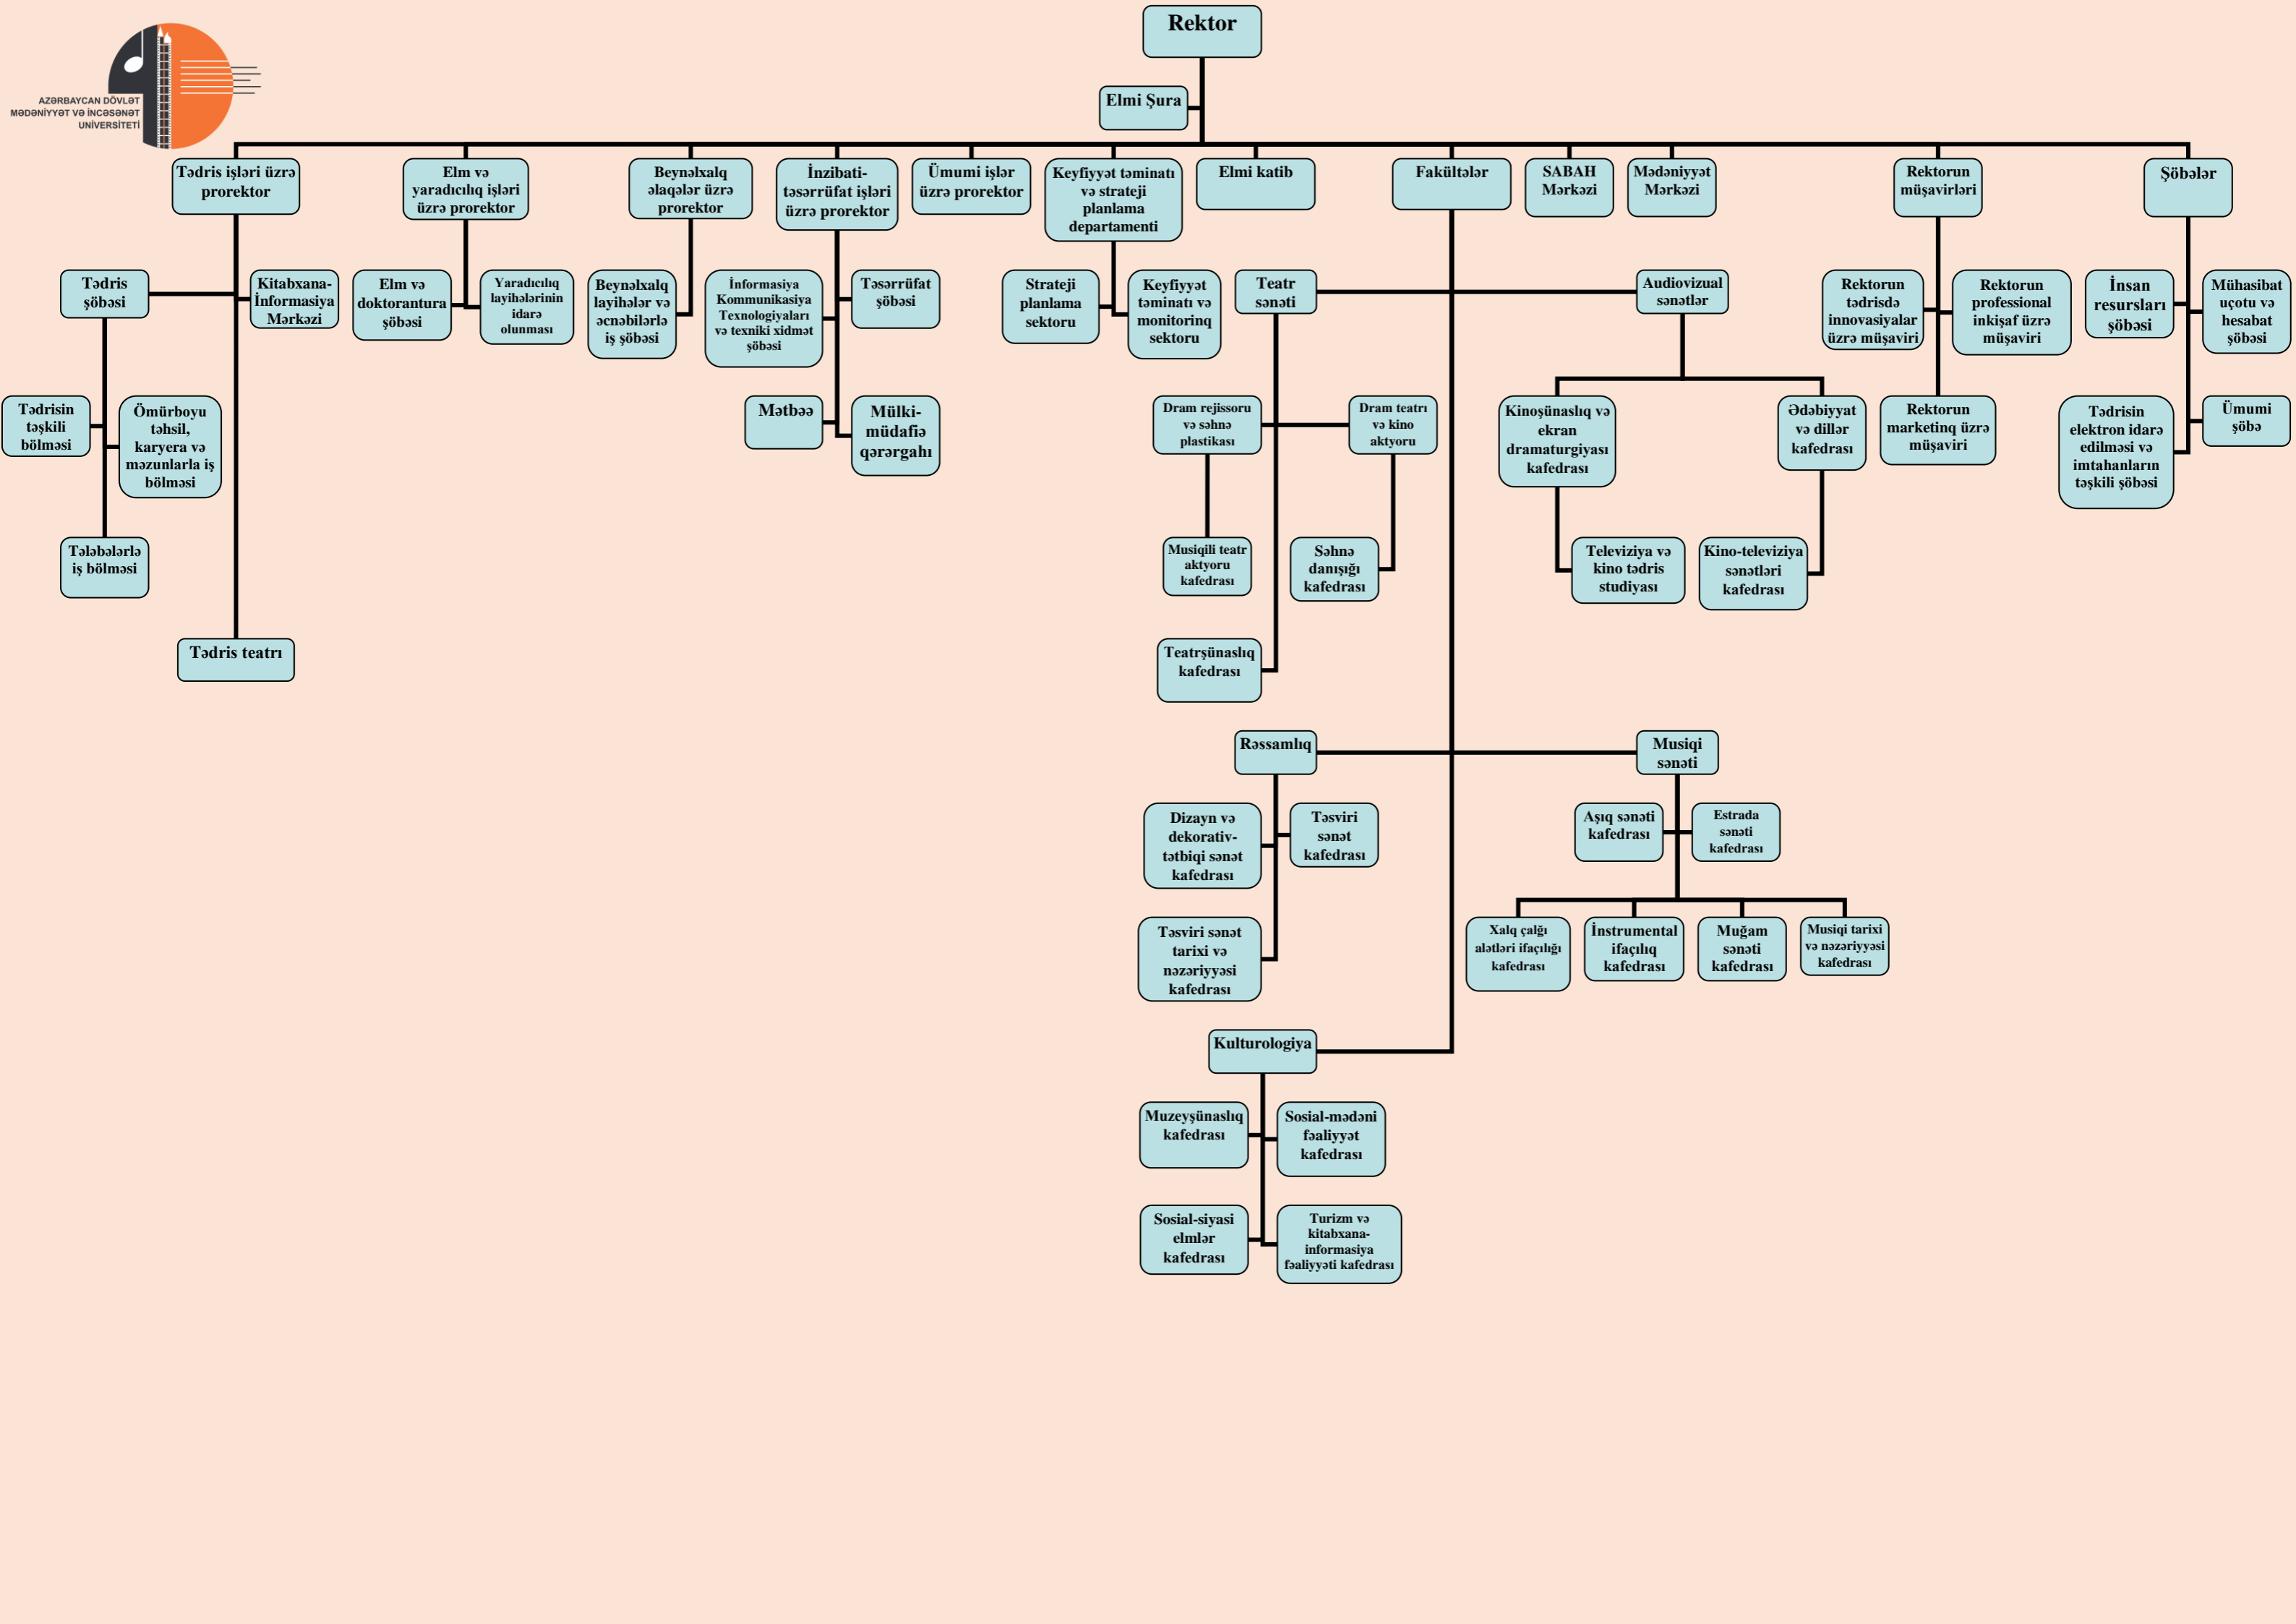 Rektor
AZƏRBAYCAN DÖVLƏT
MƏDƏNİYYƏT VƏ İNCƏSƏNƏT
UNİVERSİTETİ
Elmi Şura
Tədris işləri üzrə
prorektor
Elm və
yaradıcılıq işləri
üzrə prorektor
Beynəlxalq
əlaqələr üzrə
prorektor
İnzibati-
təsərrüfat işləri
üzrə prorektor
Ümumi işlər
üzrə prorektor
Keyfiyyət təminatı
və strateji
planlama
departamenti
Elmi katib
Fakültələr
SABAH
Mərkəzi
Mədəniyyət
Mərkəzi
Rektorun
müşavirləri
Şöbələr
Tədris
şöbəsi
Kitabxana-
İnformasiya
Mərkəzi
Elm və
doktorantura
şöbəsi
Yaradıcılıq
layihələrinin
idarə
olunması
Beynəlxalq
layihələr və
əcnəbilərlə
iş şöbəsi
İnformasiya
Kommunikasiya
Texnologiyaları
və texniki xidmət
şöbəsi
Təsərrüfat
şöbəsi
Strateji
planlama
sektoru
Keyfiyyət
təminatı və
monitorinq
sektoru
Teatr
sənəti
Audiovizual
sənətlər
Rektorun
tədrisdə
innovasiyalar
üzrə müşaviri
Rektorun
professional
inkişaf üzrə
müşaviri
İnsan
resursları
şöbəsi
Mühasibat
uçotu və
hesabat
şöbəsi
Tədrisin
təşkili
bölməsi
Ömürboyu
təhsil,
karyera və
məzunlarla iş
bölməsi
Mətbəə
Mülki-
müdafiə
qərərgahı
Dram rejissoru
və səhnə
plastikası
Dram teatrı
və kino
aktyoru
Kinoşünaslıq və
ekran
dramaturgiyası
kafedrası
Ədəbiyyat
və dillər
kafedrası
Rektorun
marketinq üzrə
müşaviri
Tədrisin
elektron idarə
edilməsi və
imtahanların
təşkili şöbəsi
Ümumi
şöbə
Tələbələrlə
iş bölməsi
Musiqili teatr
aktyoru
kafedrası
Səhnə
danışığı
kafedrası
Televiziya və
kino tədris
studiyası
Kino-televiziya
sənətləri
kafedrası
Tədris teatrı
Teatrşünaslıq
kafedrası
Rəssamlıq
Musiqi
sənəti
Dizayn və
dekorativ-
tətbiqi sənət
kafedrası
Təsviri
sənət
kafedrası
Aşıq sənəti
kafedrası
Estrada
sənəti
kafedrası
Təsviri sənət
tarixi və
nəzəriyyəsi
kafedrası
Xalq çalğı
alətləri ifaçılığı
kafedrası
İnstrumental
ifaçılıq
kafedrası
Muğam
sənəti
kafedrası
Musiqi tarixi
və nəzəriyyəsi
kafedrası
Kulturologiya
Muzeyşünaslıq
kafedrası
Sosial-mədəni
fəaliyyət
kafedrası
Sosial-siyasi
elmlər
kafedrası
Turizm və
kitabxana-
informasiya
fəaliyyəti kafedrası